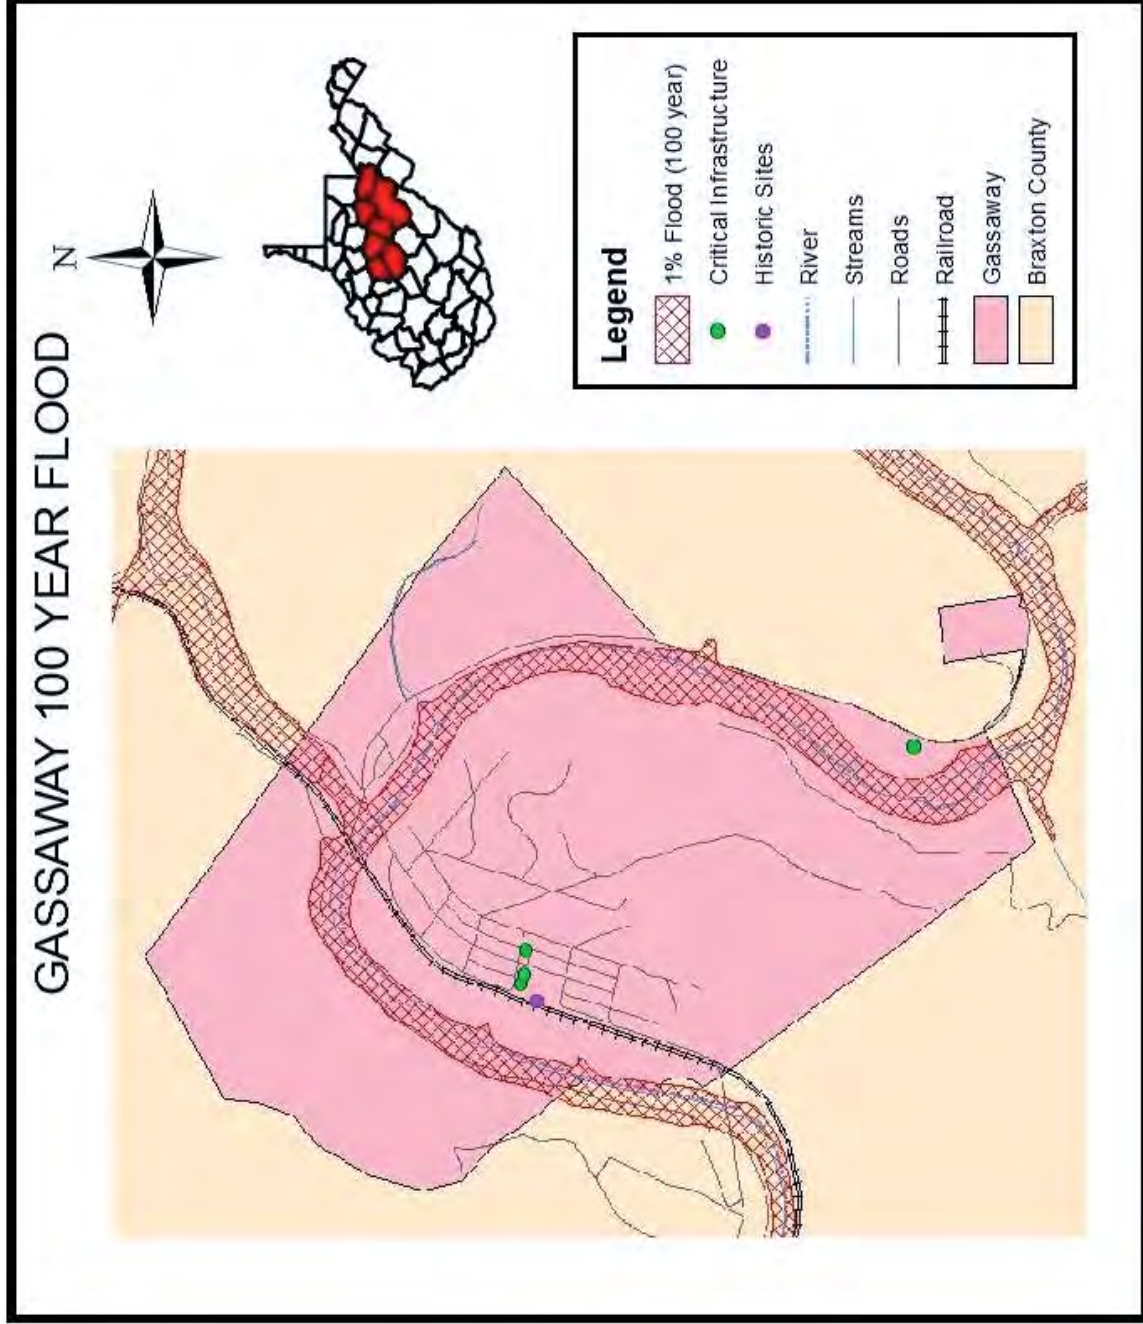 GASSAWAY 100 YEAR FLOOD
N
Legend
1% Flood (100 year)
Critical Infrastructure
Historic Sites
River
Streams
Roads
Railroad
Gassaway
Braxton County